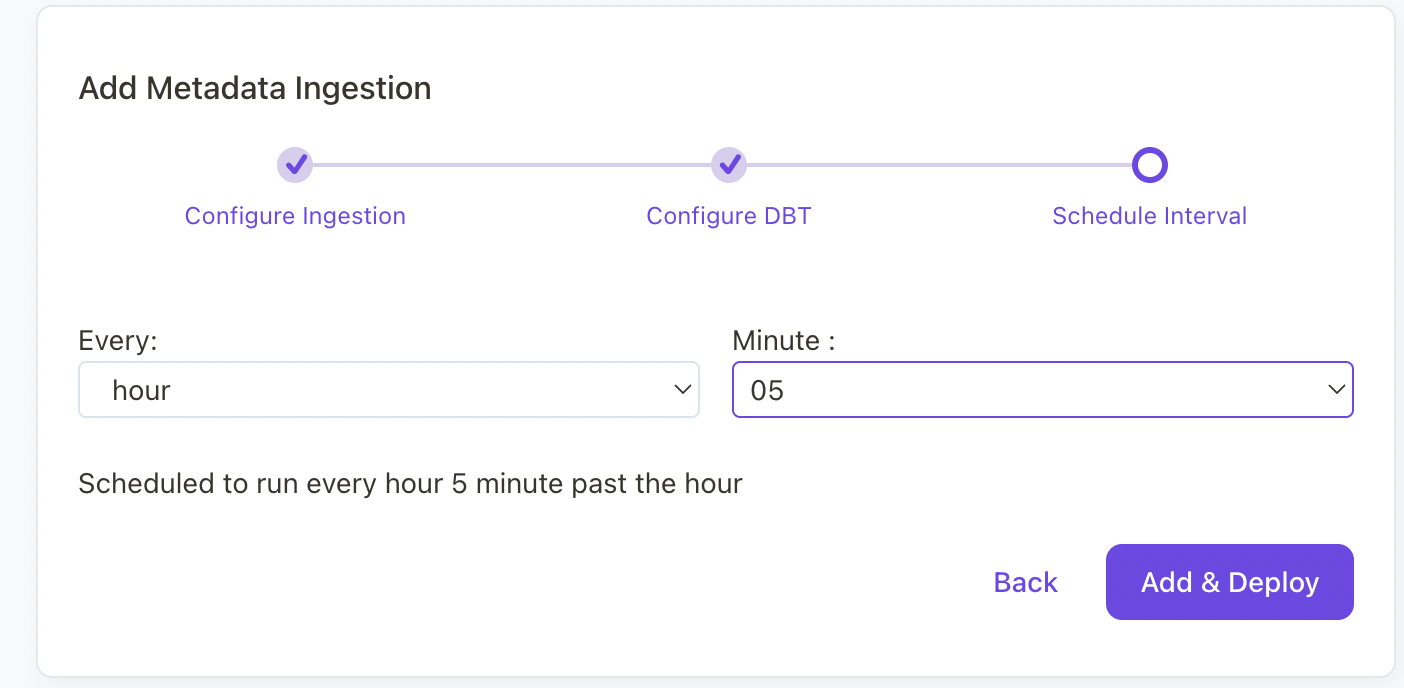 Add Metadata Ingestion
Configure Ingestion
Configure DBT
Schedule Interval
Every:
Minute :
hour
05
Scheduled to run every hour 5 minute past the hour
Back
Add & Deploy